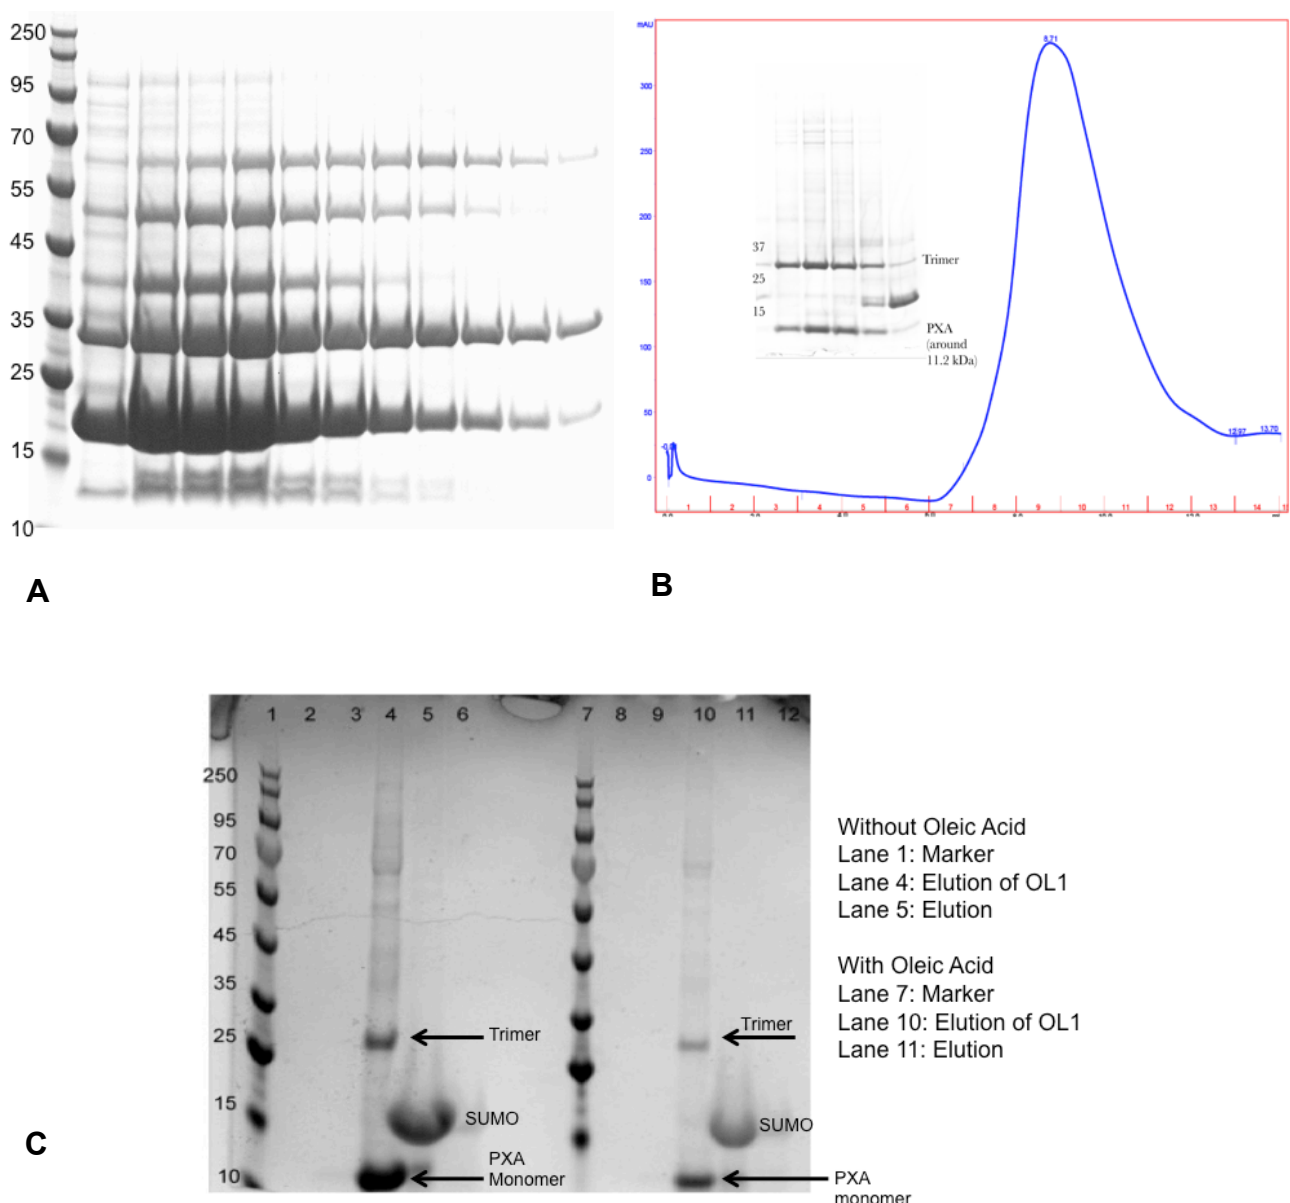 250
95
70
55
45
35
25
15
10
A
mAU
300
250
200
150
100
50
0
8.71
12.97
13.70
37
25
15
Trimer
PXA
(around
11.2 kDa)
1 2 3 4 5 6 7 8 9 10 11 12 13 14
B
1 2 3 4 5 6 7 8 9 10 11 12
250
95
70
55
45
35
25
15
10
Trimer
SUMO
PXA
Monomer
Trimer
SUMO
PXA
monomer
Without Oleic Acid
Lane 1: Marker
Lane 4: Elution of OL1
Lane 5: Elution
With Oleic Acid
Lane 7: Marker
Lane 10: Elution of OL1
Lane 11: Elution
C